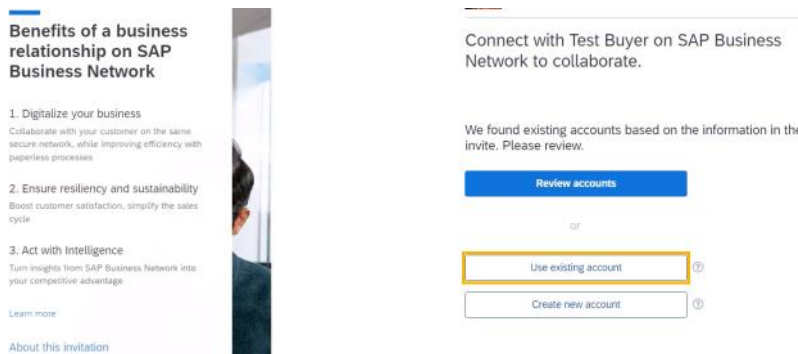 Benefits of a business
relationship on SAP
Business Network
1. Digitalize your business
Collaborate with your customer on the same
secure network, while improving efficiency with
paperless processes
2. Ensure resiliency and sustainability
Boost customer satisfaction, simplify the sales
cycle
3. Act with Intelligence
Turn insights from SAP Business Network into
your competitive advantage
Learn more
About this invitation
Connect with Test Buyer on SAP Business
Network to collaborate.
We found existing accounts based on the information in the
invite. Please review.
Review accounts
or
Use existing account
Create new account